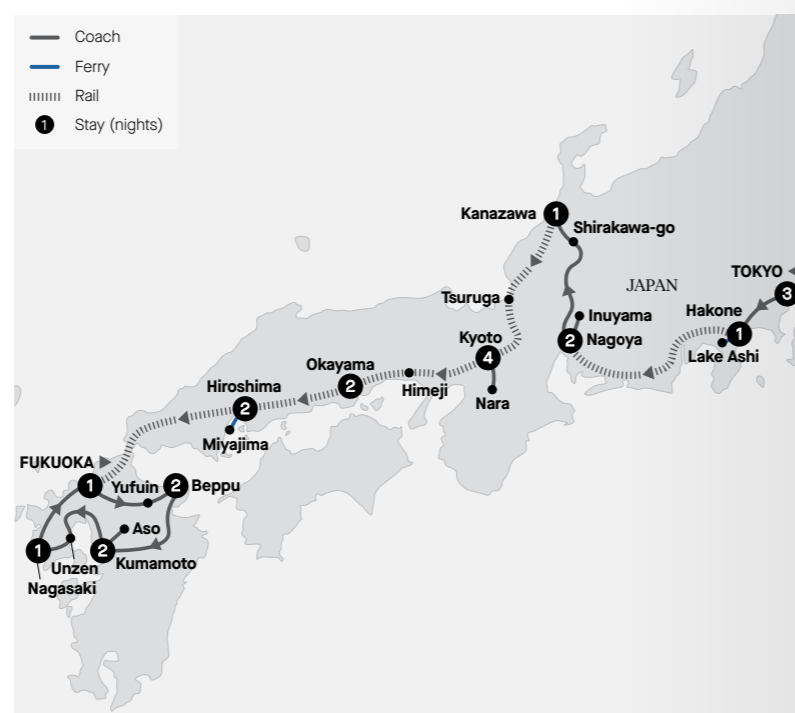 Coach
Ferry
Rail
1 Stay (nights)
Kanazawa 1
Shirakawa-go
TOKYO
3
JAPAN
Tsuruga
Hakone
1
Inuyama
Kyoto
4
2 Nagoya
Lake Ashi
Okayama
2
Himeji
Nara
Hiroshima
2
Miyajima
FUKUOKA
1
Yufuin
2 Beppu
Aso
1
2
Unzen
Kumamoto
Nagasaki